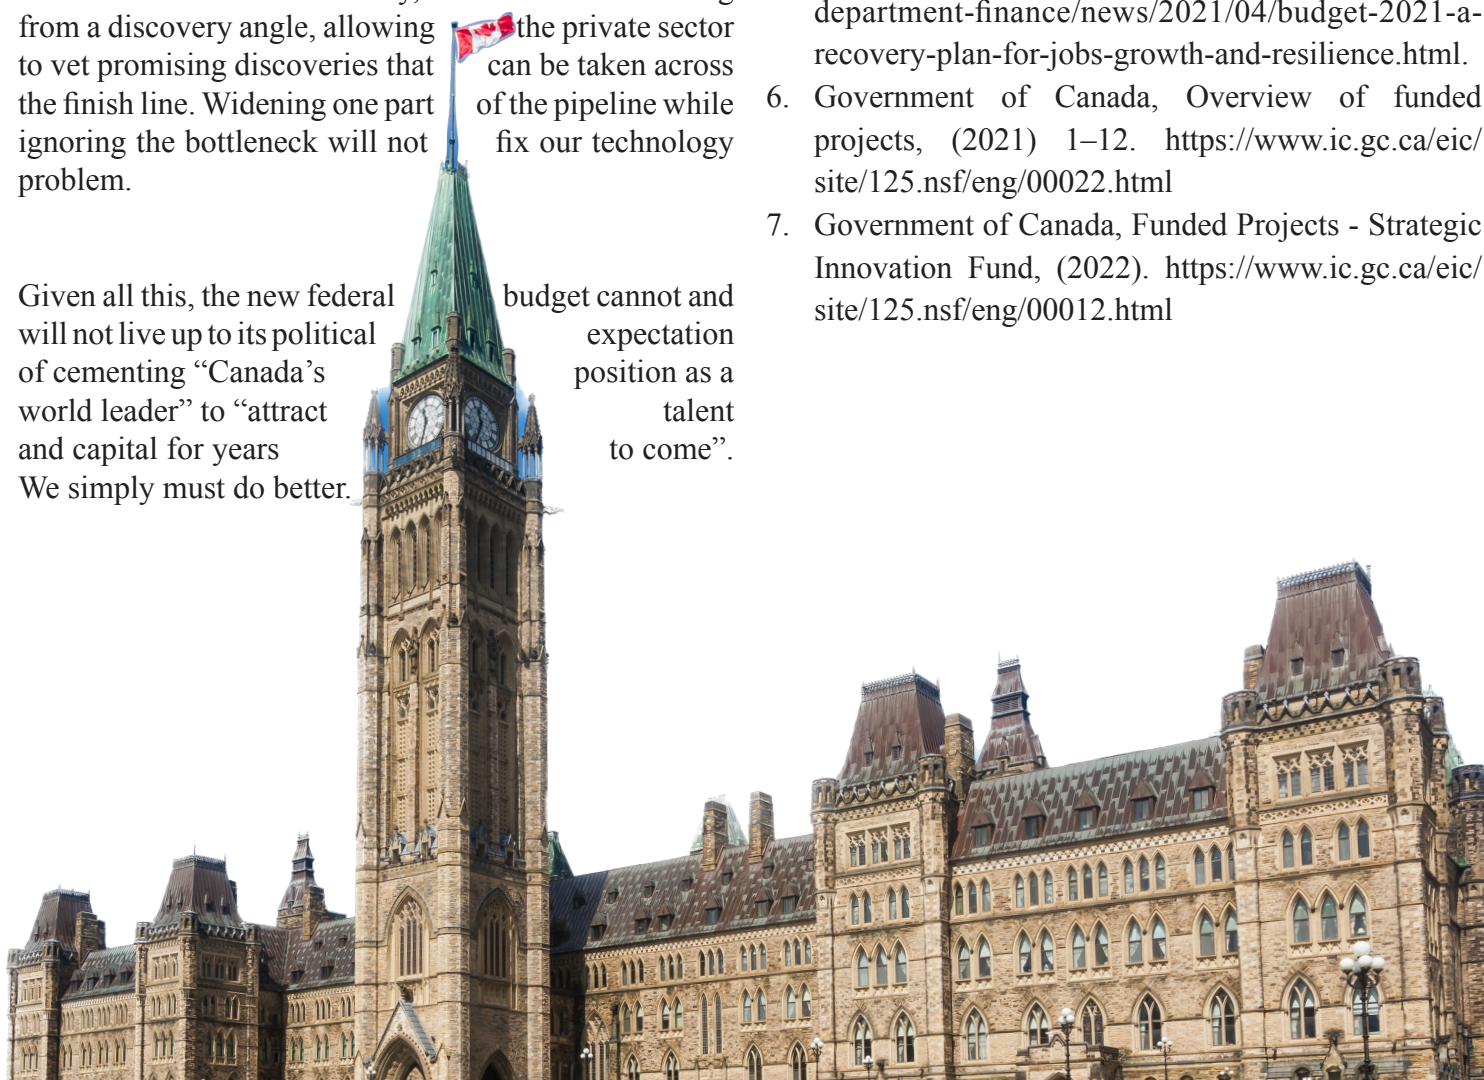 from a discovery angle, allowing the private sector
to vet promising discoveries that can be taken across
the finish line. Widening one part of the pipeline while
ignoring the bottleneck will not fix our technology
problem.
Given all this, the new federal budget cannot and
will not live up to its political expectation
of cementing “Canada’s position as a
world leader” to “attract talent
and capital for years to come”.
We simply must do better.
department-finance/news/2021/04/budget-2021-a-
recovery-plan-for-jobs-growth-and-resilience.html.
6. Government of Canada, Overview of funded
projects, (2021) 1–12. https://www.ic.gc.ca/eic/
site/125.nsf/eng/00022.html
7. Government of Canada, Funded Projects - Strategic
Innovation Fund, (2022). https://www.ic.gc.ca/eic/
site/125.nsf/eng/00012.html